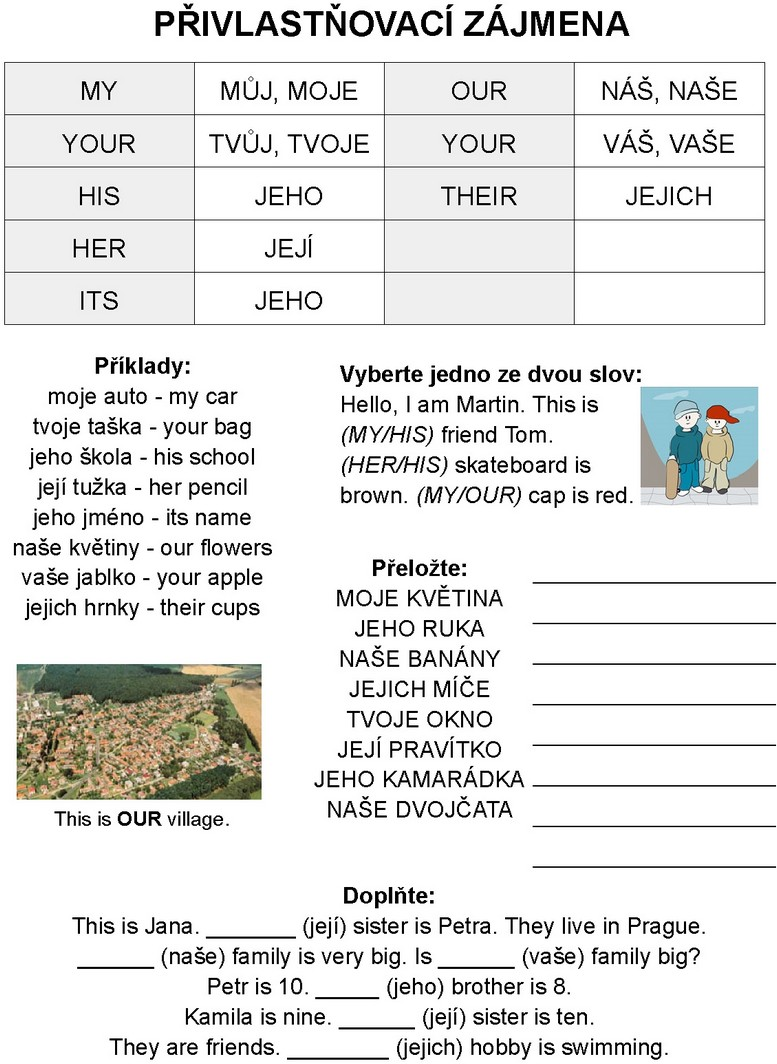 PŘIVLASTŇOVACÍ ZÁJMENA
MY MŮJ, MOJE OUR NÁŠ, NAŠE
YOUR TVŮJ, TVOJE YOUR VÁŠ, VAŠE
HIS JEHO THEIR JEJICH
HER JEJÍ
ITS JEHO
Příklady:
moje auto - my car
tvoje taška - your bag
jeho škola - his school
její tužka - her pencil
jeho jméno - its name
naše květiny - our flowers
vaše jablko - your apple
jejich hrnky - their cups
This is OUR village.
Vyberte jedno ze dvou slov:
Hello, I am Martin. This is
(MY/HIS) friend Tom.
(HER/HIS) skateboard is
brown. (MY/OUR) cap is red.
Přeložte:
MOJE KVĚTINA
JEHO RUKA
NAŠE BANÁNY
JEJICH MÍČE
TVOJE OKNO
JEJÍ PRAVÍTKO
JEHO KAMARÁDKA
NAŠE DVOJČATA
Doplňte:
This is Jana. _______ (její) sister is Petra. They live in Prague.
______ (naše) family is very big. Is ______ (vaše) family big?
Petr is 10. _____ (jeho) brother is 8.
Kamila is nine. ______ (její) sister is ten.
They are friends. ________ (jejich) hobby is swimming.